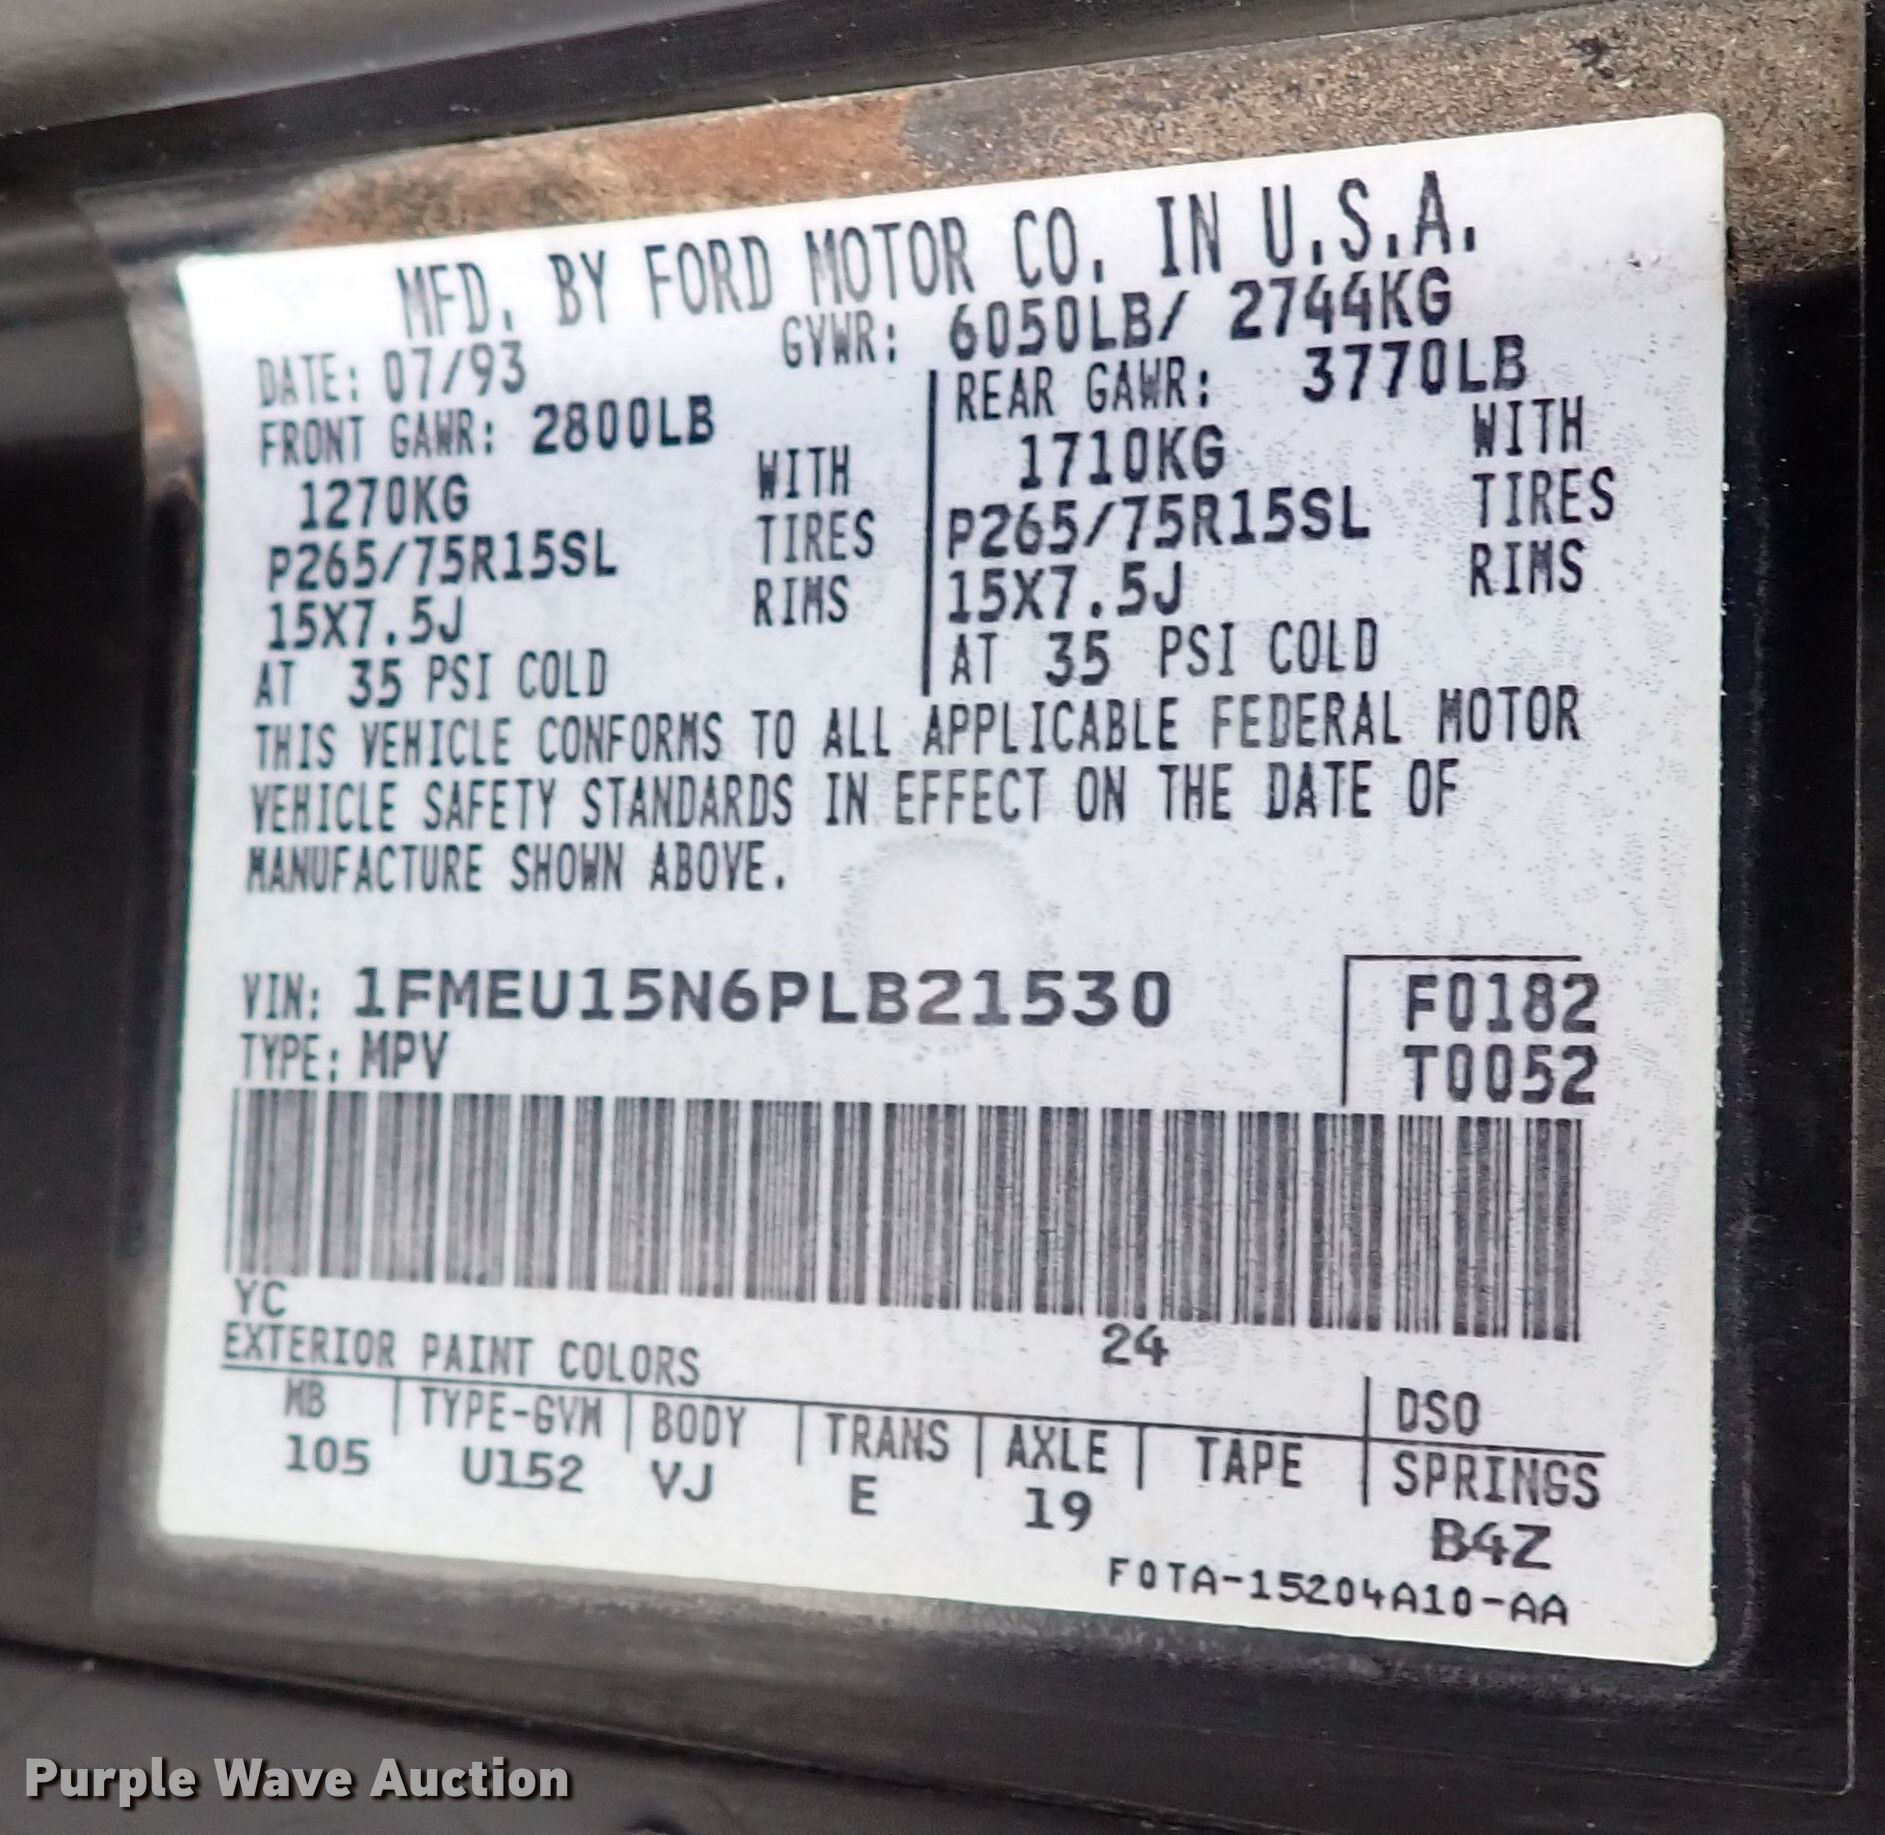 MFD. BY FORD MOTOR CO. IN U.S.A.
DATE: 07/93 GVWR: 6050LB/ 2744KG
FRONT GAWR: 2800LB REAR GAWR: 3770LB
1270KG WITH 1710KG WITH
P265/75R15SL TIRES P265/75R15SL TIRES
15X7.5J RIMS 15X7.5J RIMS
AT 35 PSI COLD AT 35 PSI COLD
THIS VEHICLE CONFORMS TO ALL APPLICABLE FEDERAL MOTOR
VEHICLE SAFETY STANDARDS IN EFFECT ON THE DATE OF
MANUFACTURE SHOWN ABOVE.
VIN: 1FMEU15N6PLB21530 F0182
TYPE: MPV T0052
YC
EXTERIOR PAINT COLORS 24 DSO
WB TYPE-GVW BODY TRANS AXLE TAPE SPRINGS
105 U152 VJ E 19 B4Z
F0TA-15204A10-AA
Purple Wave Auction